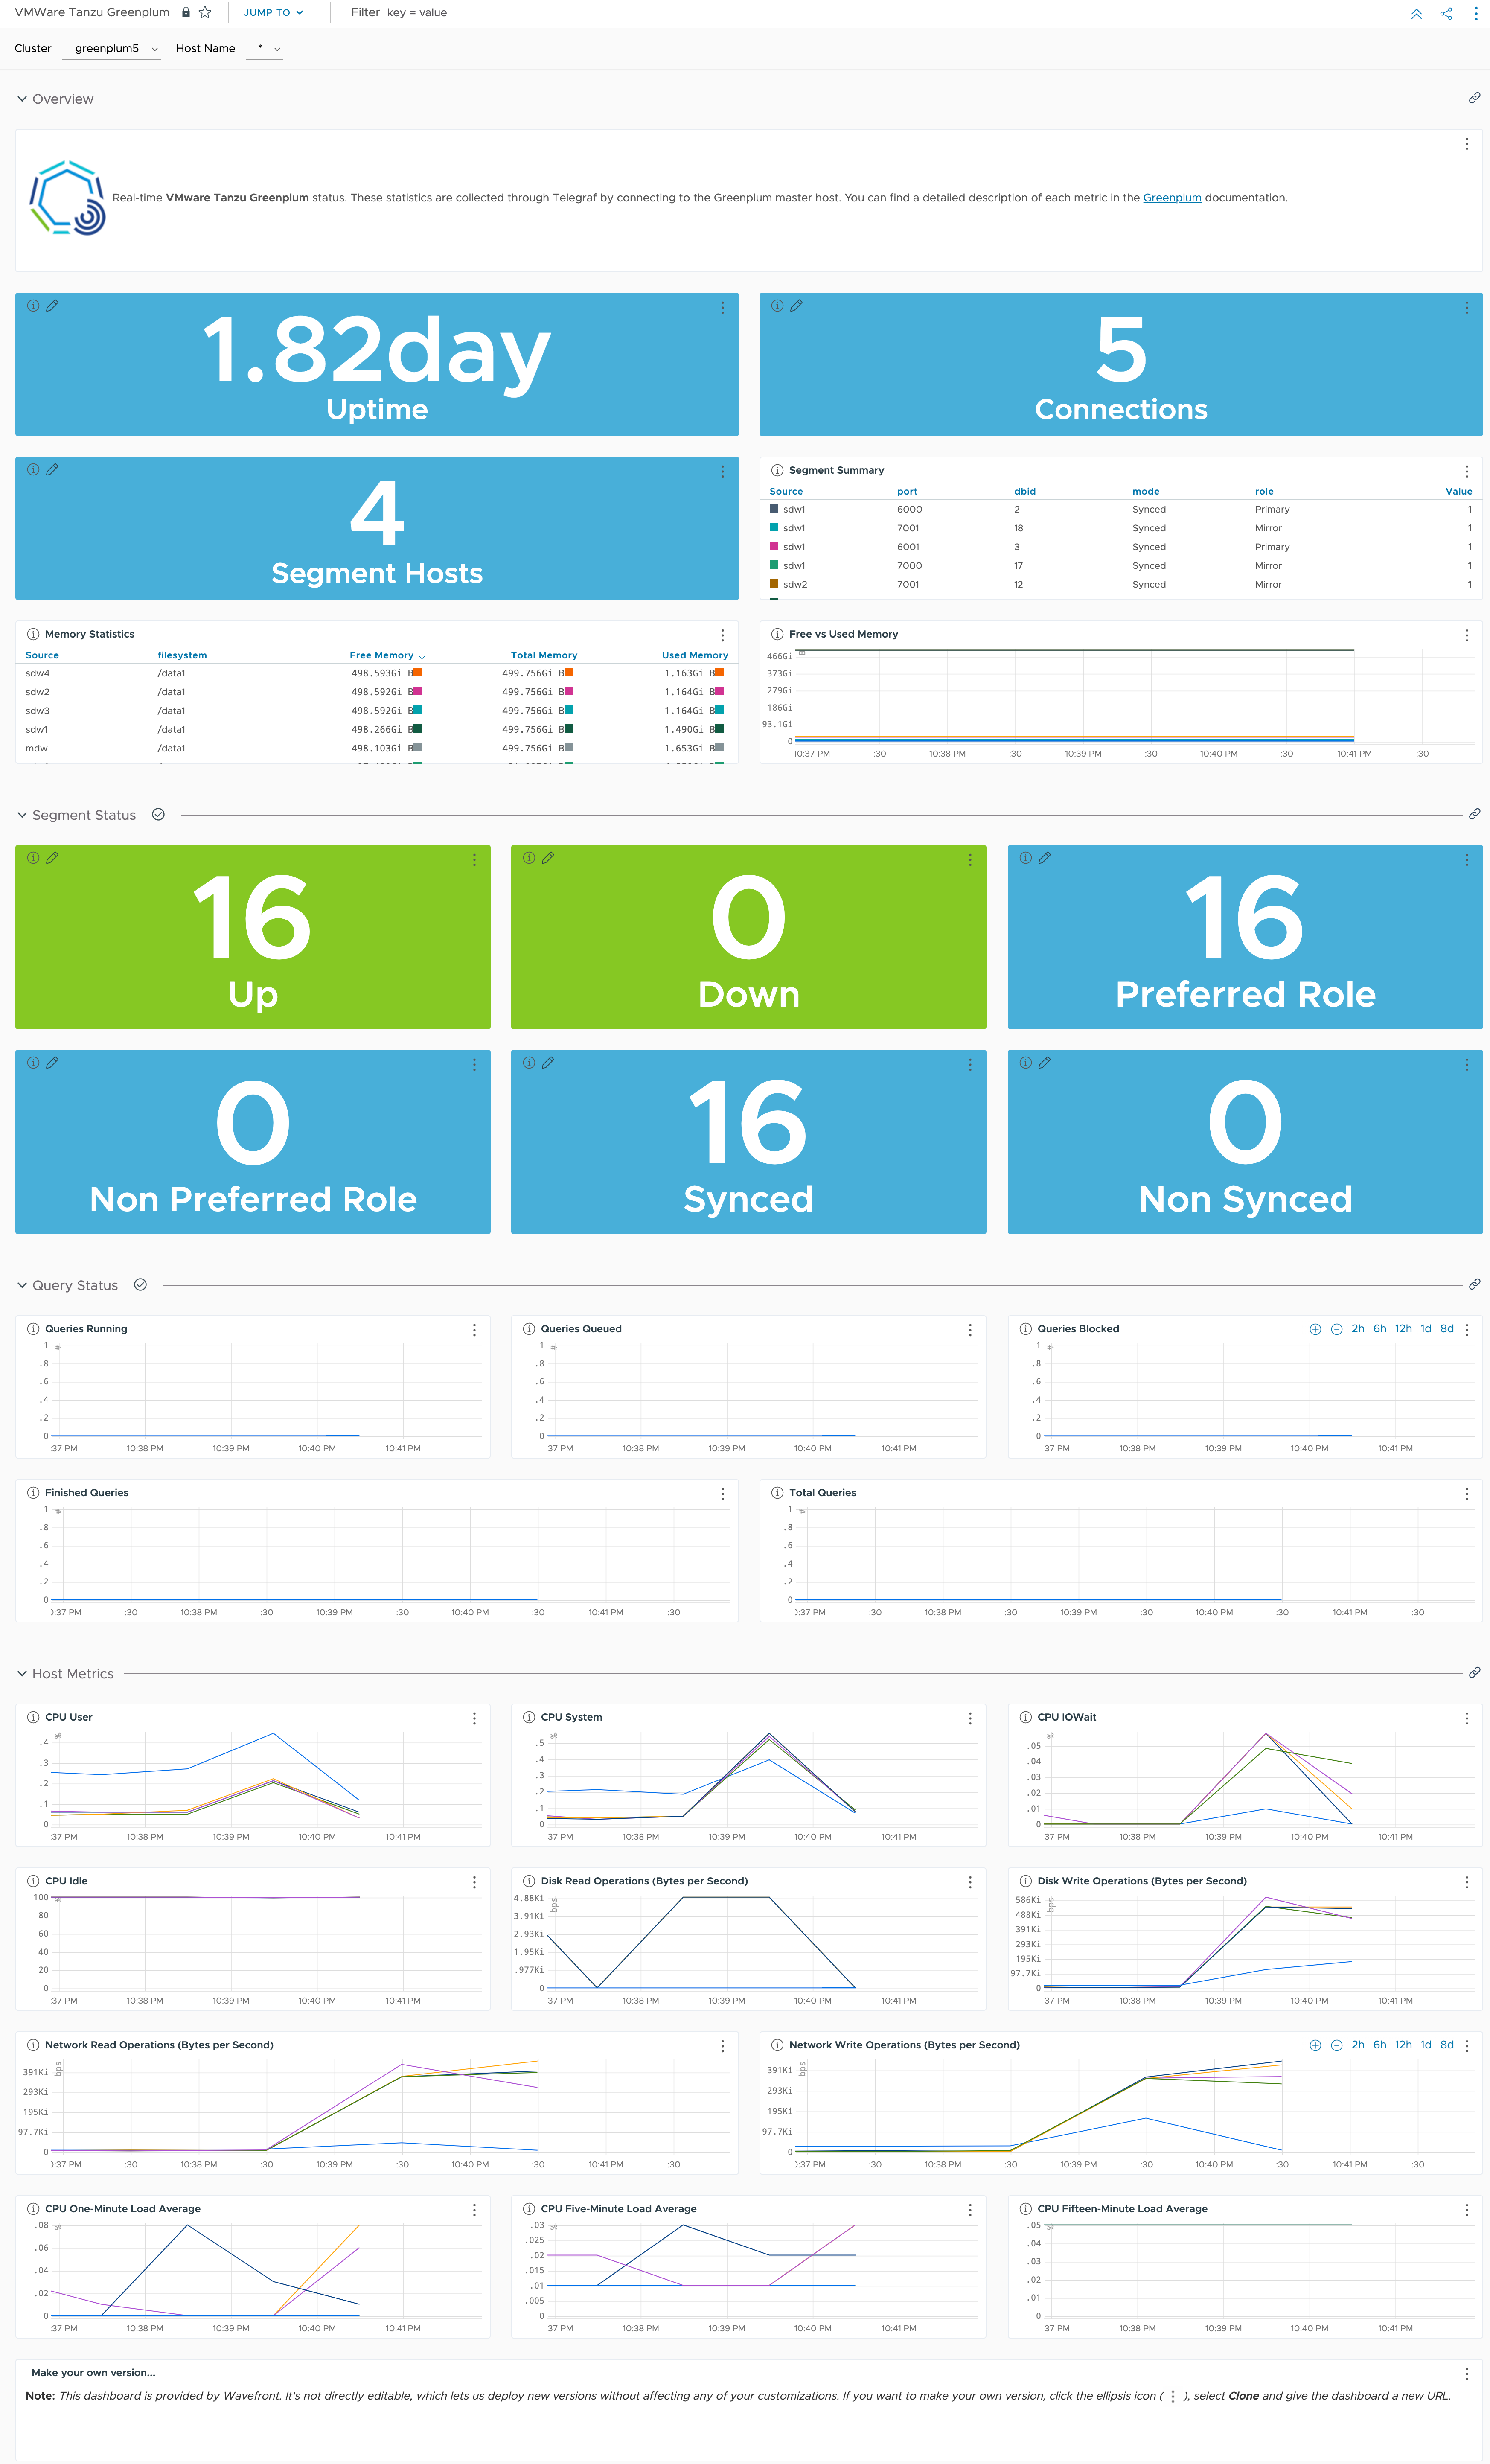 VMWare Tanzu Greenplum JUMP TO Filter key = value
Cluster greenplum5 Host Name *
Overview
Real-time VMware Tanzu Greenplum status. These statistics are collected through Telegraf by connecting to the Greenplum master host. You can find a detailed description of each metric in the Greenplum documentation.
1.82day
Uptime
5
Connections
4
Segment Hosts
Segment Summary
Source port dbid mode role Value
sdw1 6000 2 Synced Primary 1
sdw1 7001 18 Synced Mirror 1
sdw1 6001 3 Synced Primary 1
sdw1 7000 17 Synced Mirror 1
sdw2 7001 12 Synced Mirror 1
Memory Statistics
Source filesystem Free Memory ↓ Total Memory Used Memory
sdw4 /data1 498.593Gi B 499.756Gi B 1.163Gi B
sdw2 /data1 498.592Gi B 499.756Gi B 1.164Gi B
sdw3 /data1 498.592Gi B 499.756Gi B 1.164Gi B
sdw1 /data1 498.266Gi B 499.756Gi B 1.490Gi B
mdw /data1 498.103Gi B 499.756Gi B 1.653Gi B
Free vs Used Memory
B
466Gi
373Gi
279Gi
186Gi
93.1Gi
0
10:37 PM :30 10:38 PM :30 10:39 PM :30 10:40 PM :30 10:41 PM :30
Segment Status
16
Up
0
Down
16
Preferred Role
0
Non Preferred Role
16
Synced
0
Non Synced
Query Status
Queries Running
1
.8
.6
.4
.2
0
37 PM 10:38 PM 10:39 PM 10:40 PM 10:41 PM
Queries Queued
1
.8
.6
.4
.2
0
37 PM 10:38 PM 10:39 PM 10:40 PM 10:41 PM
Queries Blocked 2h 6h 12h 1d 8d
1
.8
.6
.4
.2
0
37 PM 10:38 PM 10:39 PM 10:40 PM 10:41 PM
Finished Queries
1
.8
.6
.4
.2
0
:37 PM :30 10:38 PM :30 10:39 PM :30 10:40 PM :30 10:41 PM :30
Total Queries
1
.8
.6
.4
.2
0
:37 PM :30 10:38 PM :30 10:39 PM :30 10:40 PM :30 10:41 PM :30
Host Metrics
CPU User
%
.4
.3
.2
.1
0
37 PM 10:38 PM 10:39 PM 10:40 PM 10:41 PM
CPU System
%
.5
.4
.3
.2
.1
0
37 PM 10:38 PM 10:39 PM 10:40 PM 10:41 PM
CPU IOWait
%
.05
.04
.03
.02
.01
0
37 PM 10:38 PM 10:39 PM 10:40 PM 10:41 PM
CPU Idle
%
100
80
60
40
20
0
37 PM 10:38 PM 10:39 PM 10:40 PM 10:41 PM
Disk Read Operations (Bytes per Second)
bps
4.88Ki
3.91Ki
2.93Ki
1.95Ki
.977Ki
0
37 PM 10:38 PM 10:39 PM 10:40 PM 10:41 PM
Disk Write Operations (Bytes per Second)
bps
586Ki
488Ki
391Ki
293Ki
195Ki
97.7Ki
0
37 PM 10:38 PM 10:39 PM 10:40 PM 10:41 PM
Network Read Operations (Bytes per Second)
bps
391Ki
293Ki
195Ki
97.7Ki
0
:37 PM :30 10:38 PM :30 10:39 PM :30 10:40 PM :30 10:41 PM :30
Network Write Operations (Bytes per Second) 2h 6h 12h 1d 8d
bps
391Ki
293Ki
195Ki
97.7Ki
0
:37 PM :30 10:38 PM :30 10:39 PM :30 10:40 PM :30 10:41 PM :30
CPU One-Minute Load Average
%
.08
.06
.04
.02
0
37 PM 10:38 PM 10:39 PM 10:40 PM 10:41 PM
CPU Five-Minute Load Average
%
.03
.025
.02
.015
.01
.005
0
37 PM 10:38 PM 10:39 PM 10:40 PM 10:41 PM
CPU Fifteen-Minute Load Average
%
.05
.04
.03
.02
.01
0
37 PM 10:38 PM 10:39 PM 10:40 PM 10:41 PM
Make your own version...
Note: This dashboard is provided by Wavefront. It's not directly editable, which lets us deploy new versions without affecting any of your customizations. If you want to make your own version, click the ellipsis icon ( ⋮ ), select Clone and give the dashboard a new URL.